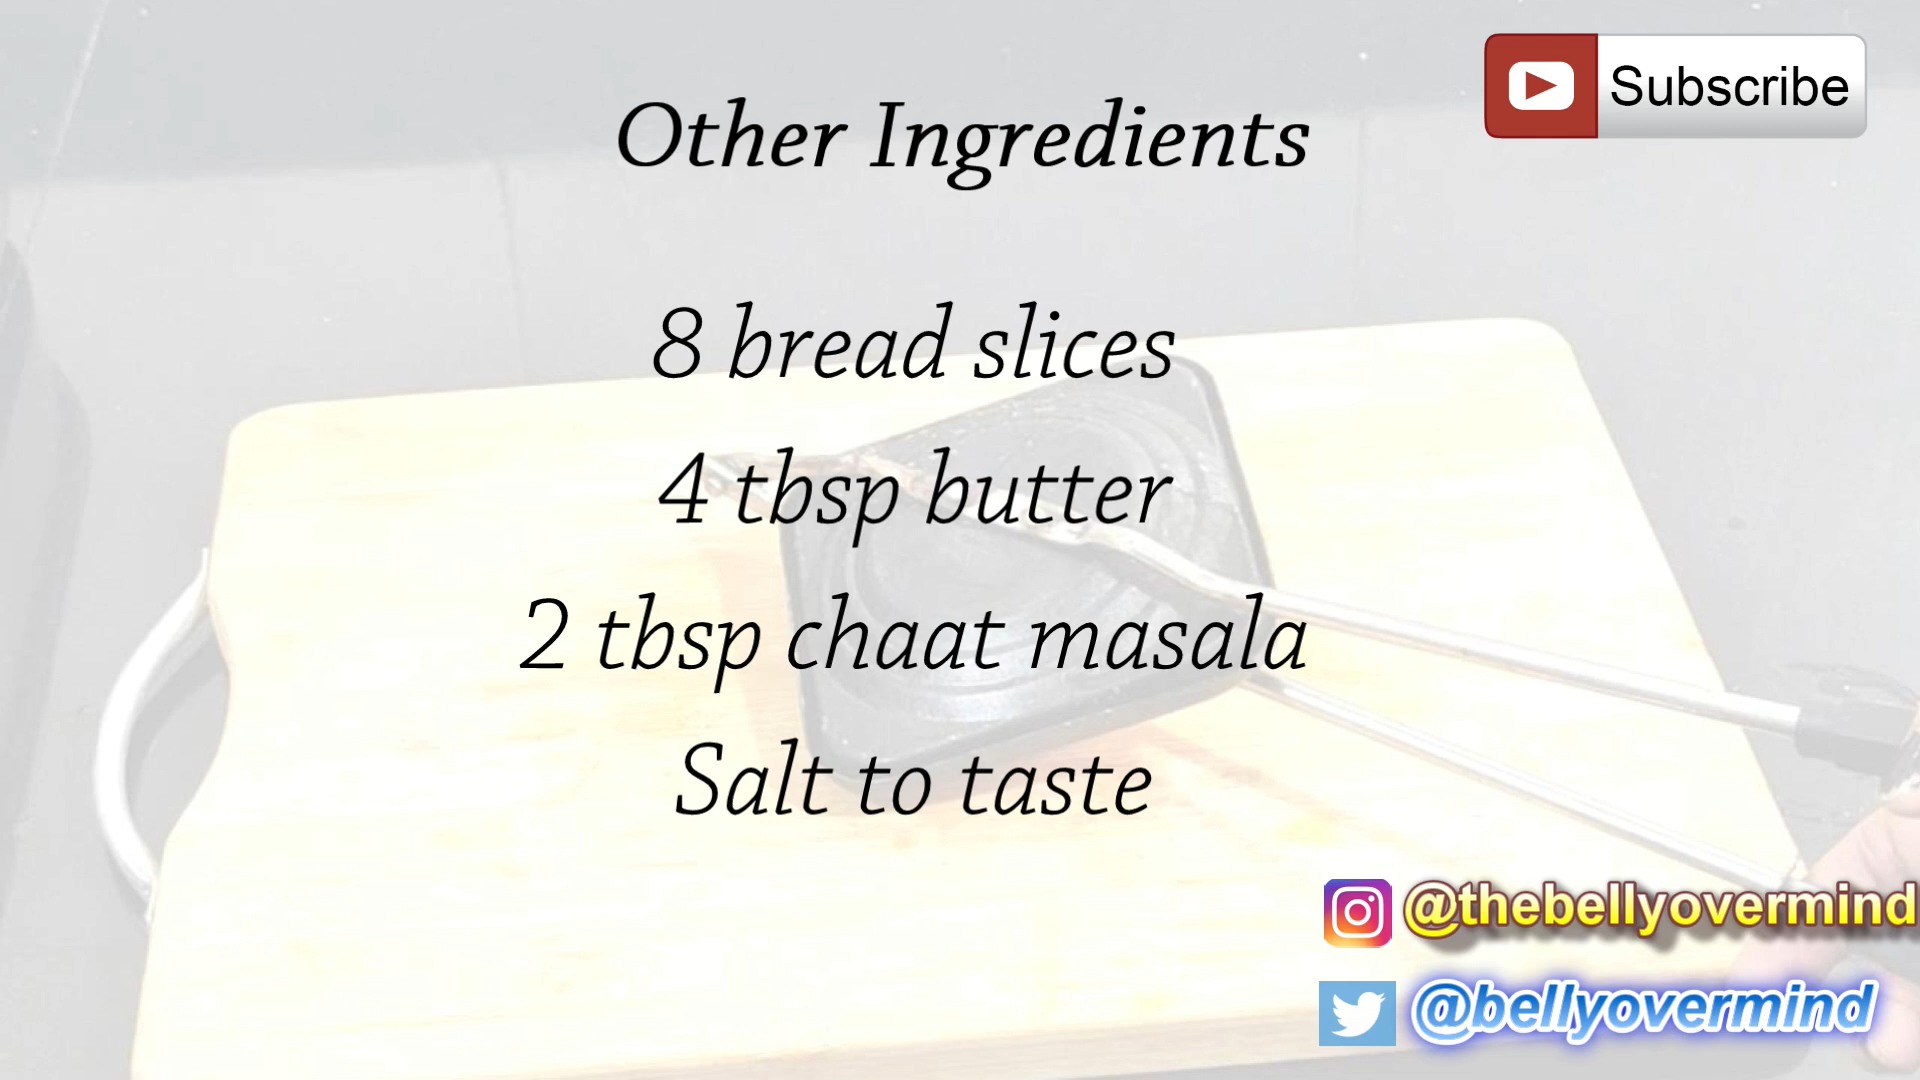 Subscribe
Other Ingredients
8 bread slices
4 tbsp butter
2 tbsp chaat masala
Salt to taste
@thebellyovermind
@bellyovermind